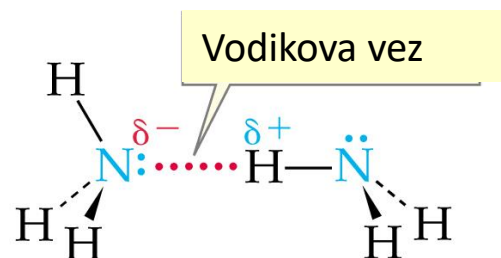 Vodikova vez
H
δ− δ+
N: H—N̈
H H H H